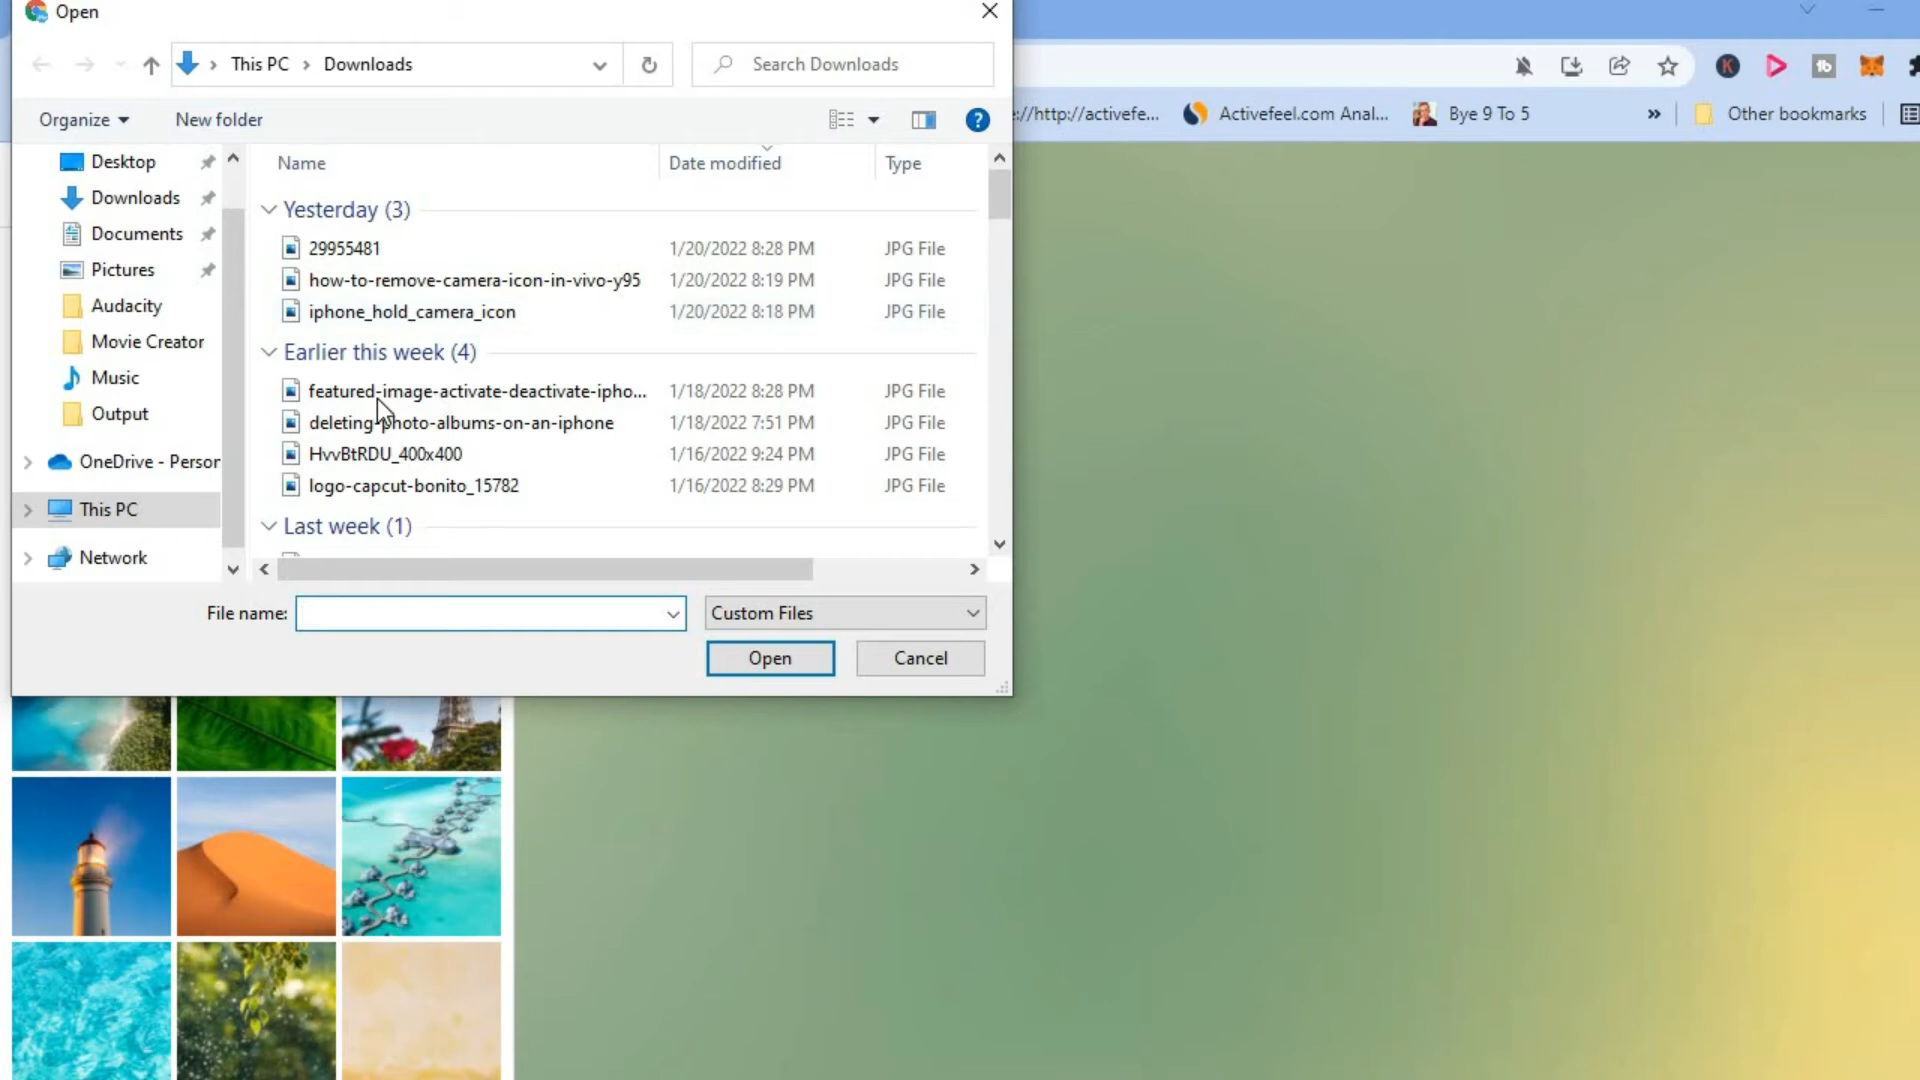 Open
This PC > Downloads
Search Downloads
Organize
New folder
://http://activefe...
Activefeel.com Anal...
Bye 9 To 5
»
Other bookmarks
Desktop
Downloads
Documents
Pictures
Audacity
Movie Creator
Music
Output
OneDrive - Person
This PC
Network
Name Date modified Type
Yesterday (3)
29955481 1/20/2022 8:28 PM JPG File
how-to-remove-camera-icon-in-vivo-y95 1/20/2022 8:19 PM JPG File
iphone_hold_camera_icon 1/20/2022 8:18 PM JPG File
Earlier this week (4)
featured-image-activate-deactivate-ipho... 1/18/2022 8:28 PM JPG File
deleting-photo-albums-on-an-iphone 1/18/2022 7:51 PM JPG File
HvvBtRDU_400x400 1/16/2022 9:24 PM JPG File
logo-capcut-bonito_15782 1/16/2022 8:29 PM JPG File
Last week (1)
File name:
Custom Files
Open
Cancel